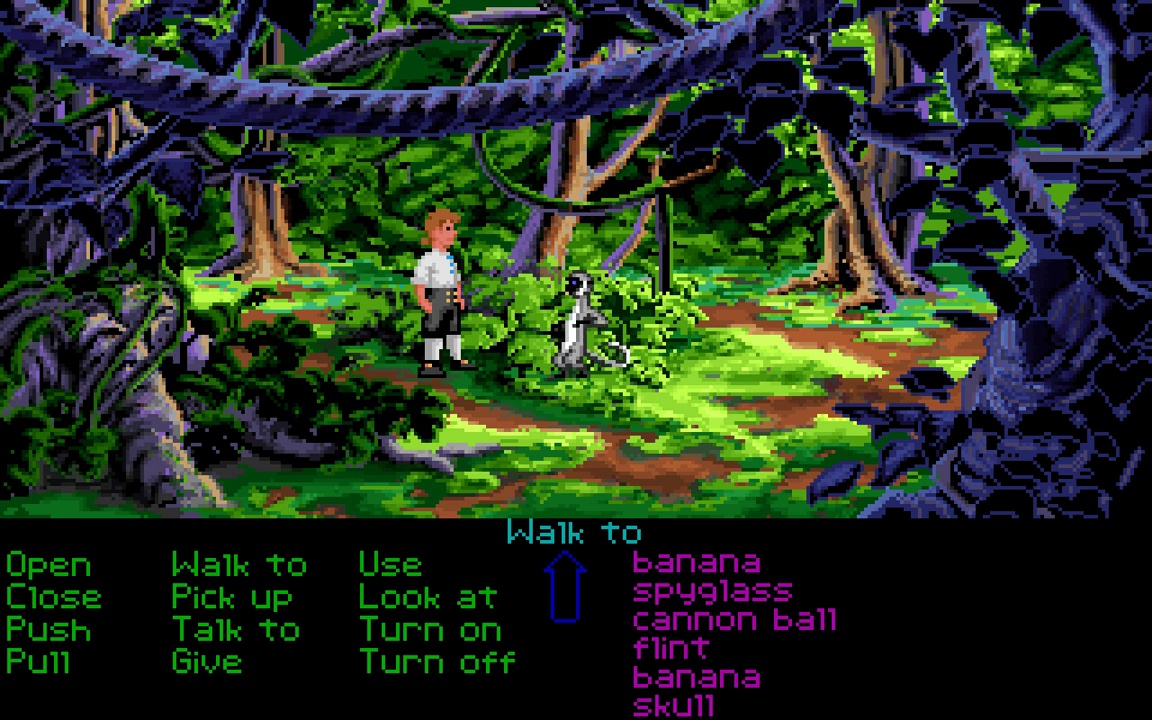 Walk to
Open Walk to Use
Close Pick up Look at
Push Talk to Turn on
Pull Give Turn off
banana
spyglass
cannon ball
flint
banana
skull